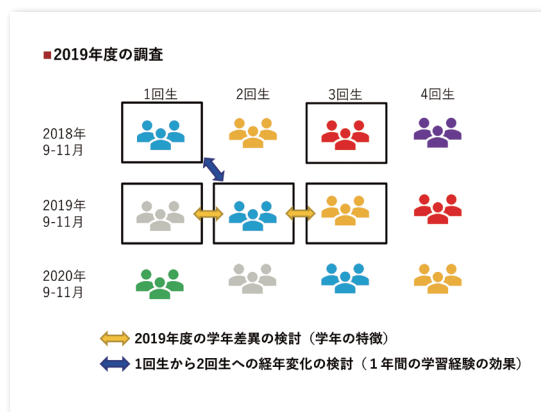 ■2019年度の調査
1回生 2回生 3回生 4回生
2018年
9-11月
2019年
9-11月
2020年
9-11月
2019年度の学年差異の検討（学年の特徴）
1回生から2回生への経年変化の検討（１年間の学習経験の効果）